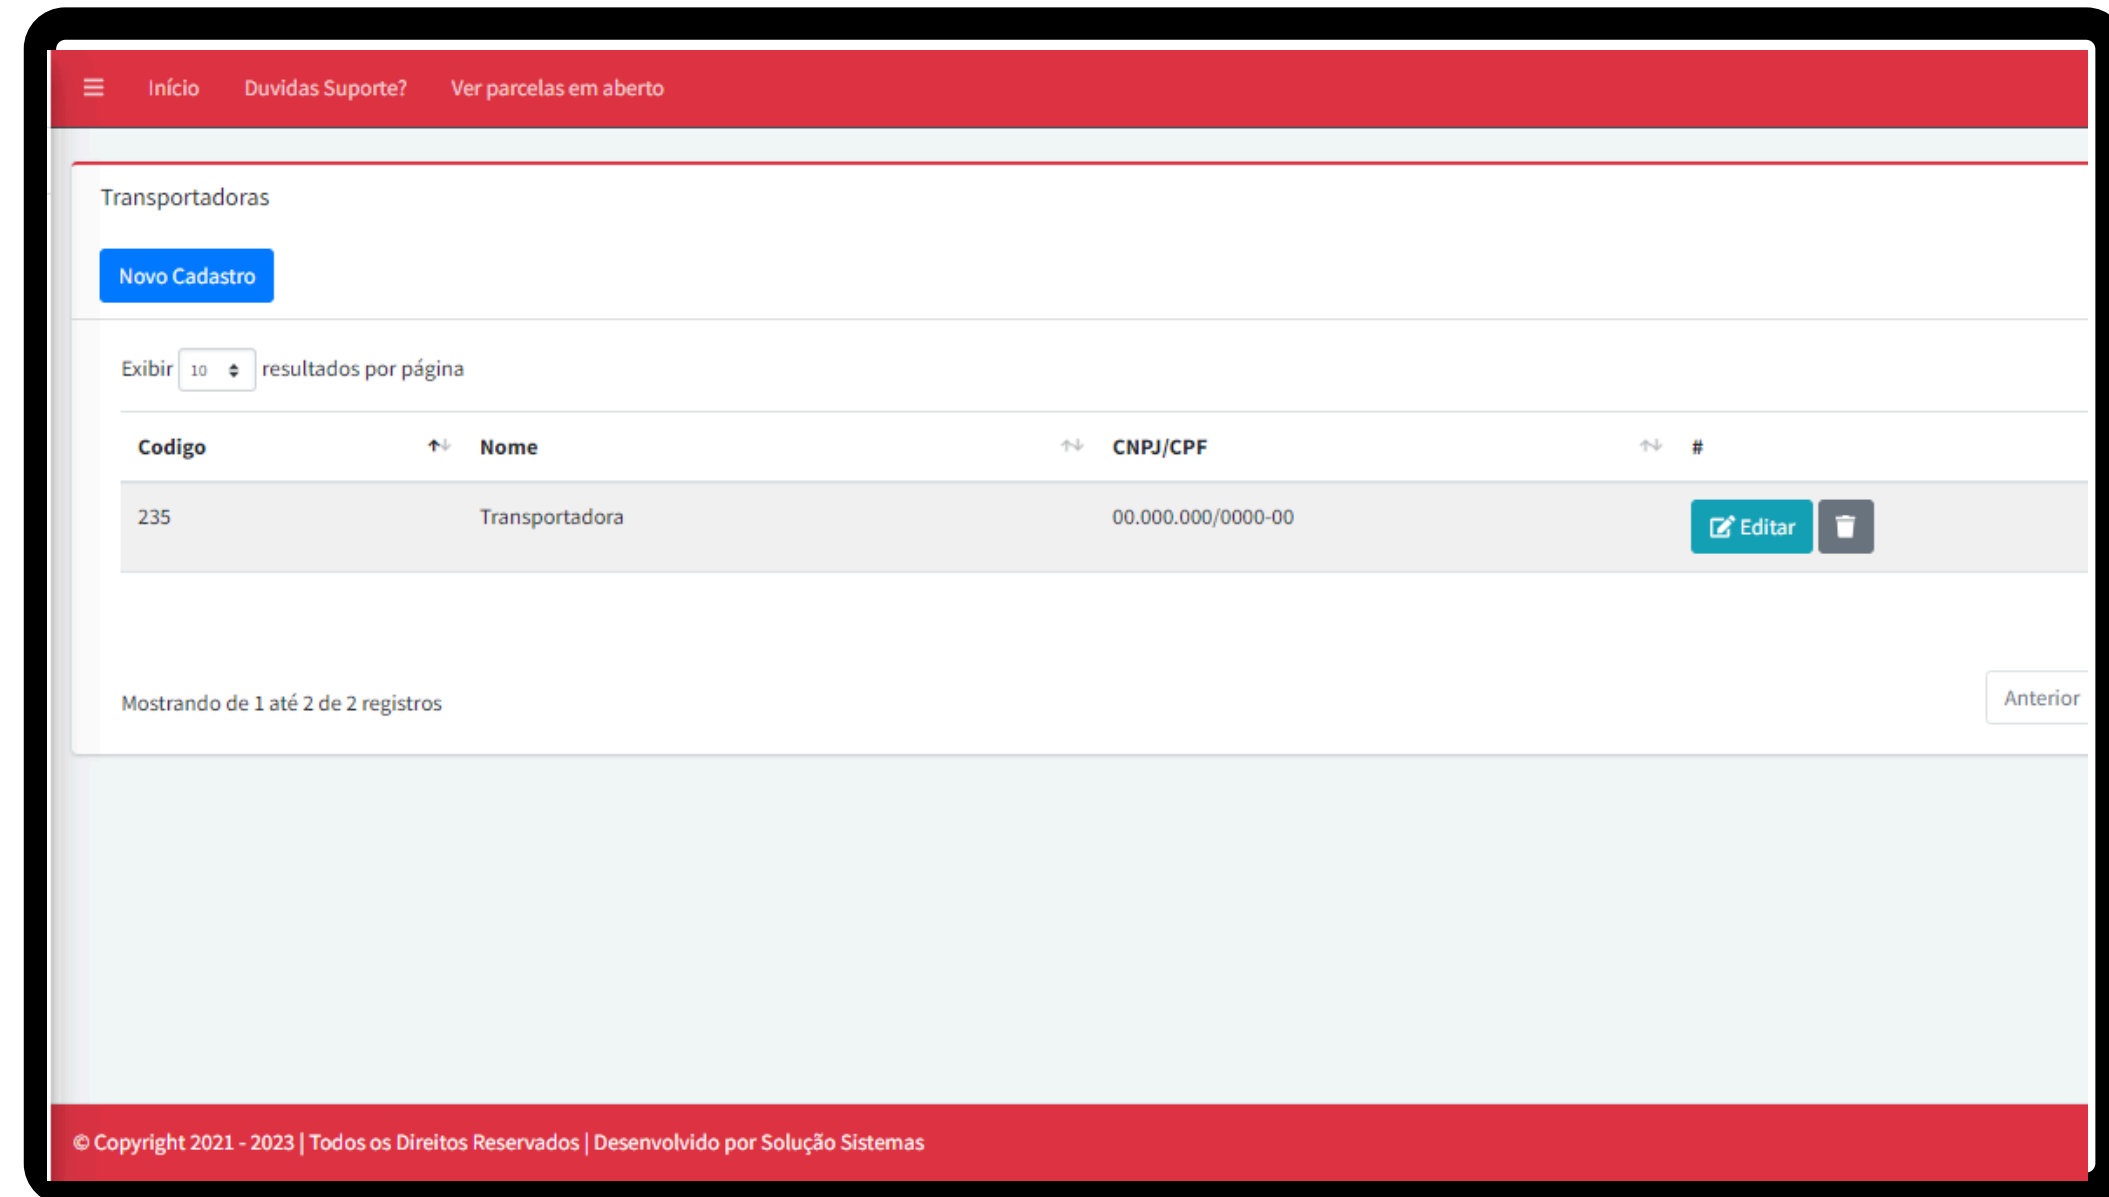 Início Duvidas Suporte? Ver parcelas em aberto
Transportadoras
Novo Cadastro
Exibir 10 resultados por página
Codigo Nome CNPJ/CPF #
235 Transportadora 00.000.000/0000-00 Editar
Mostrando de 1 até 2 de 2 registros
Anterior
© Copyright 2021 - 2023 | Todos os Direitos Reservados | Desenvolvido por Solução Sistemas